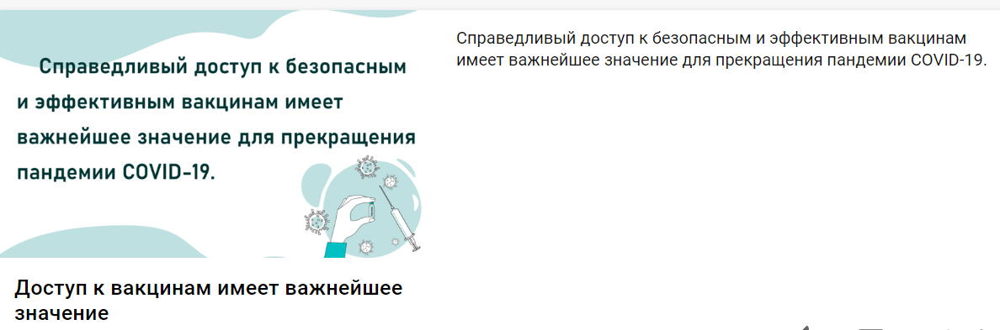 Справедливый доступ к безопасным
и эффективным вакцинам имеет
важнейшее значение для прекращения
пандемии COVID-19.
Доступ к вакцинам имеет важнейшее
значение
Справедливый доступ к безопасным и эффективным вакцинам
имеет важнейшее значение для прекращения пандемии COVID-19.